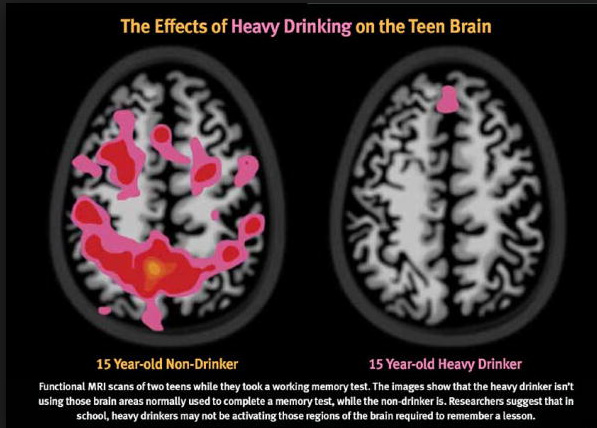 The Effects of Heavy Drinking on the Teen Brain
15 Year-old Non-Drinker
15 Year-old Heavy Drinker
Functional MRI scans of two teens while they took a working memory test. The images show that the heavy drinker isn't
using those brain areas normally used to complete a memory test, while the non-drinker is. Researchers suggest that in
school, heavy drinkers may not be activating those regions of the brain required to remember a lesson.